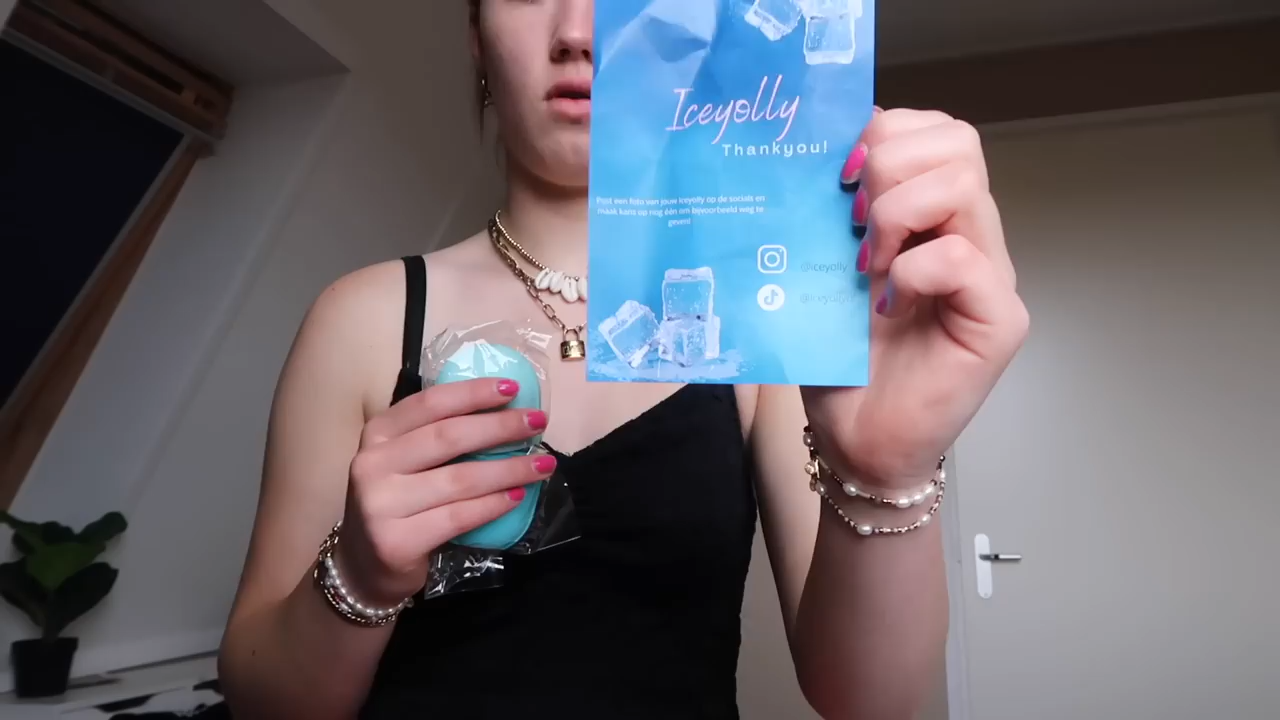 Iceyolly
Thankyou!
Post een foto van jouw Iceyolly op de socials en
maak kans op nog één om bijvoorbeeld weg te
geven!
@iceyolly